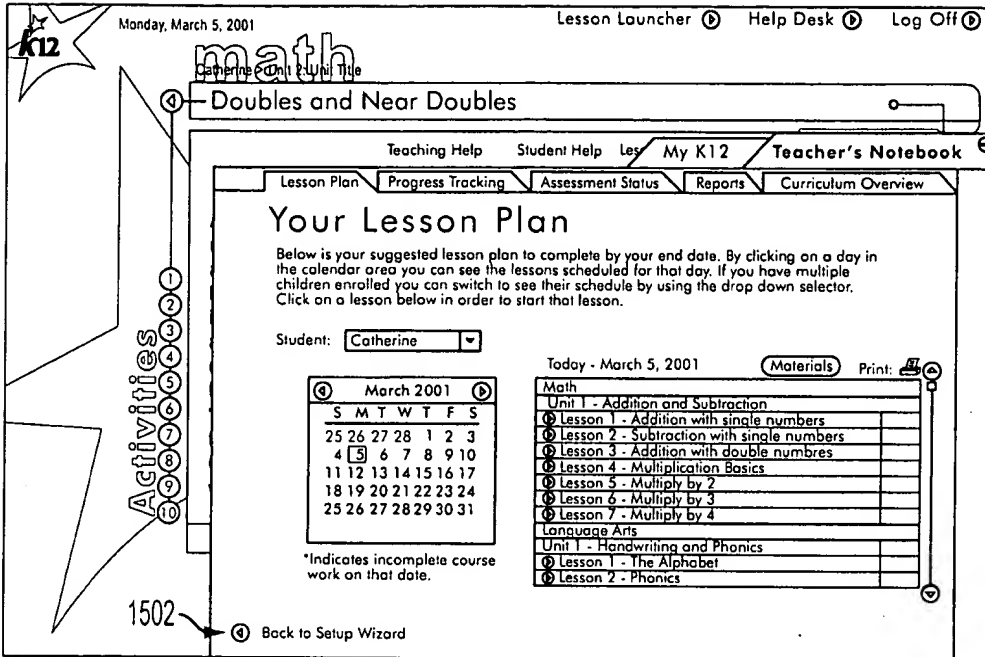 k12
Monday, March 5, 2001
Lesson Launcher Help Desk Log Off
math
Catherine > Unit 2: Unit Title
Doubles and Near Doubles
Teaching Help Student Help Les My K12 Teacher's Notebook
Lesson Plan Progress Tracking Assessment Status Reports Curriculum Overview
Your Lesson Plan
Below is your suggested lesson plan to complete by your end date. By clicking on a day in
the calendar area you can see the lessons scheduled for that day. If you have multiple
children enrolled you can switch to see their schedule by using the drop down selector.
Click on a lesson below in order to start that lesson.
Activities
1
2
3
4
5
6
7
8
9
10
Student: Catherine
March 2001
S M T W T F S
25 26 27 28 1 2 3
4 5 6 7 8 9 10
11 12 13 14 15 16 17
18 19 20 21 22 23 24
25 26 27 28 29 30 31
*Indicates incomplete course
work on that date.
Today - March 5, 2001 Materials Print:
Math
Unit 1 - Addition and Subtraction
Lesson 1 - Addition with single numbers
Lesson 2 - Subtraction with single numbers
Lesson 3 - Addition with double numbres
Lesson 4 - Multiplication Basics
Lesson 5 - Multiply by 2
Lesson 6 - Multiply by 3
Lesson 7 - Multiply by 4
Language Arts
Unit 1 - Handwriting and Phonics
Lesson 1 - The Alphabet
Lesson 2 - Phonics
1502
Back to Setup Wizard